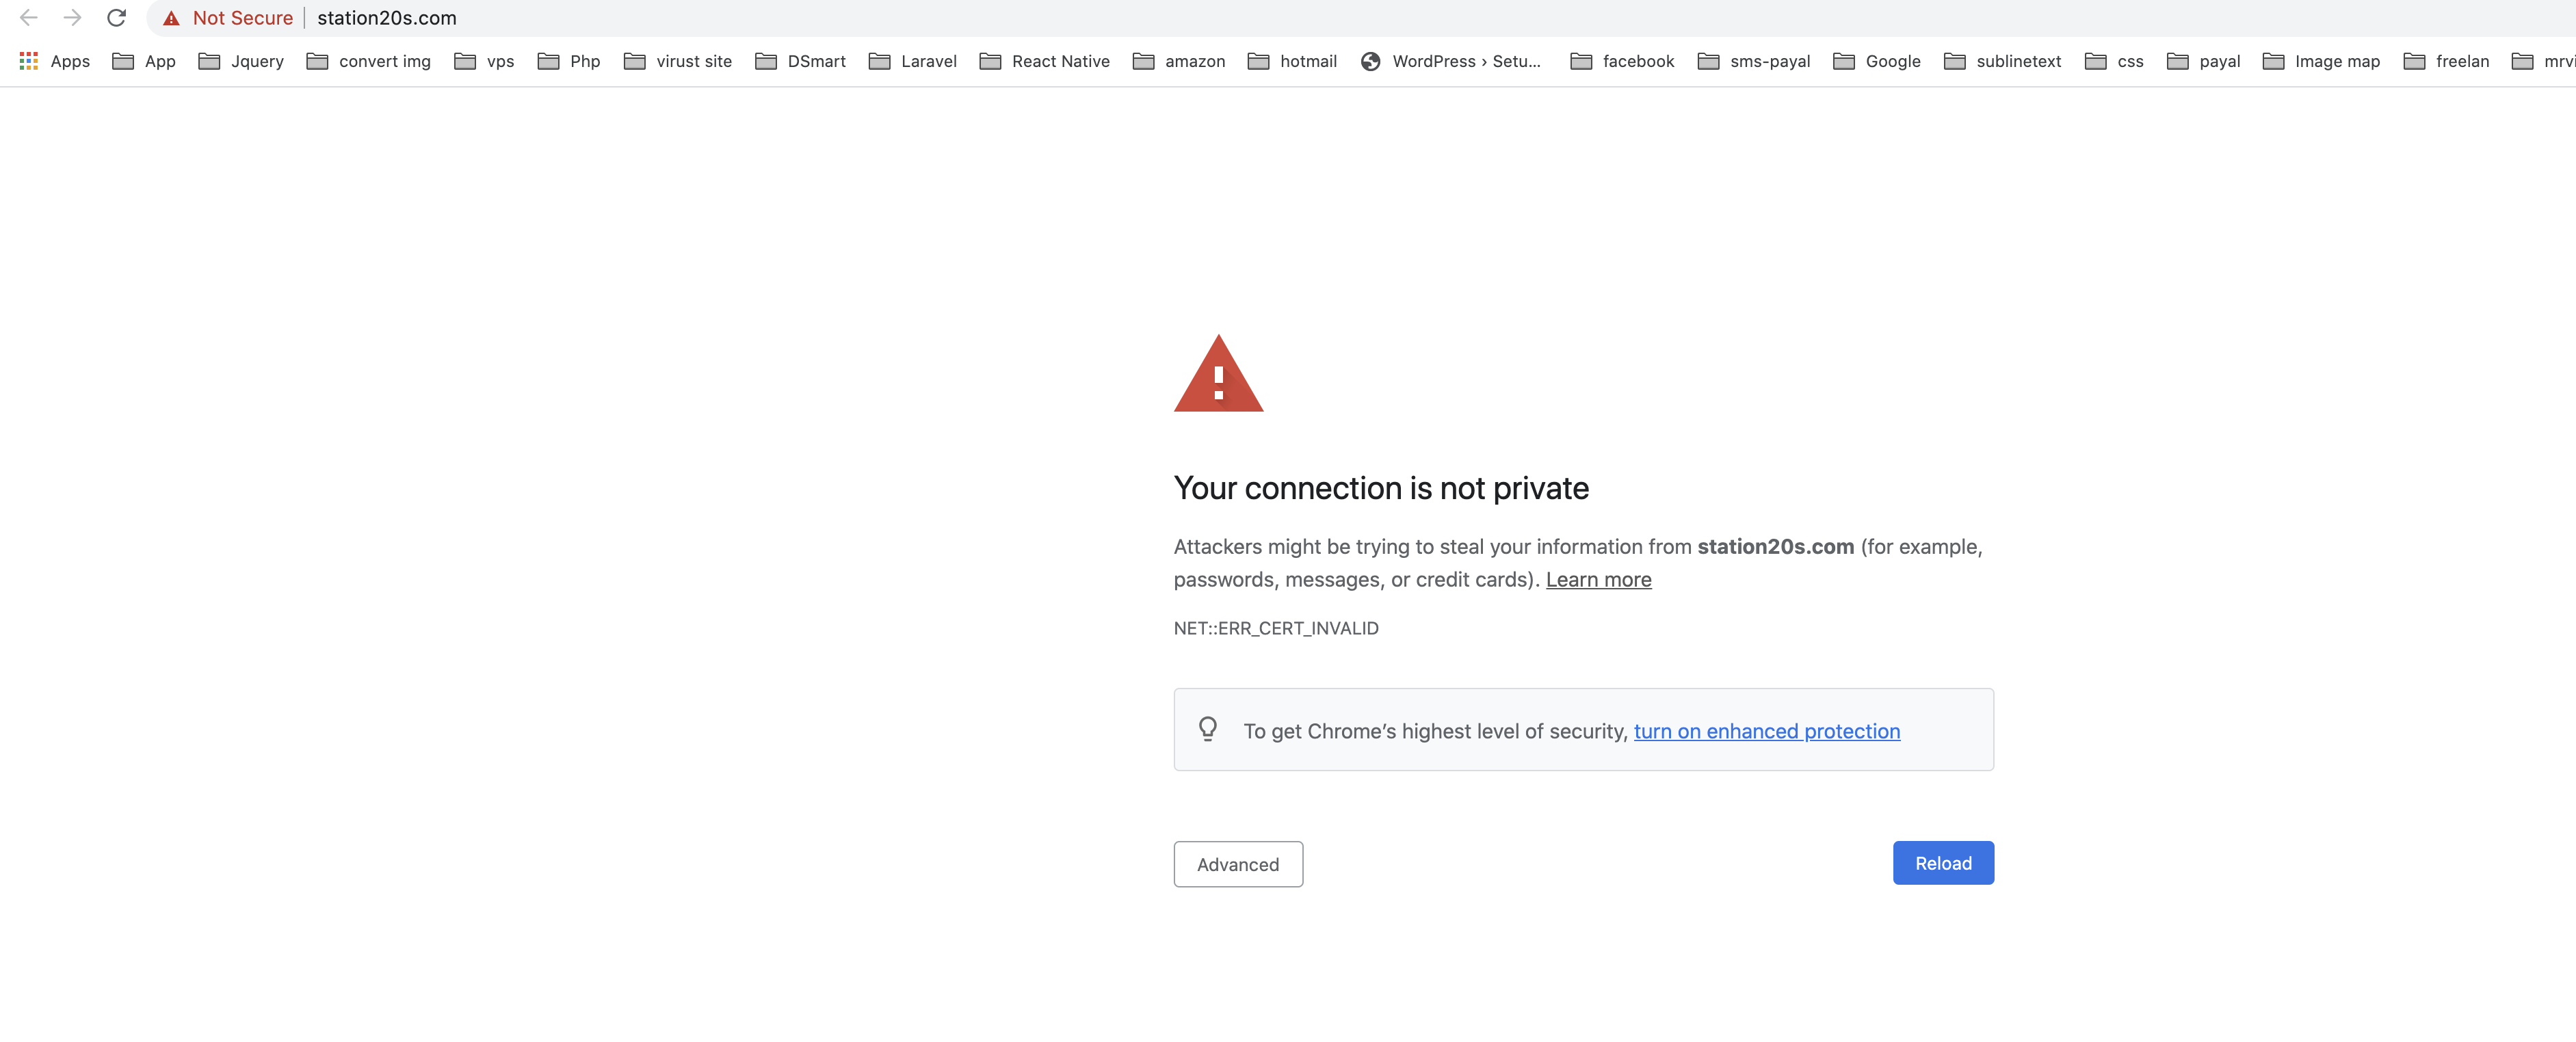 Not Secure station20s.com
Apps App Jquery convert img vps Php virust site DSmart Laravel React Native amazon hotmail WordPress › Setu... facebook sms-payal Google sublinetext css payal Image map freelan mrvi
Your connection is not private
Attackers might be trying to steal your information from station20s.com (for example,
passwords, messages, or credit cards). Learn more
NET::ERR_CERT_INVALID
To get Chrome’s highest level of security, turn on enhanced protection
Advanced Reload